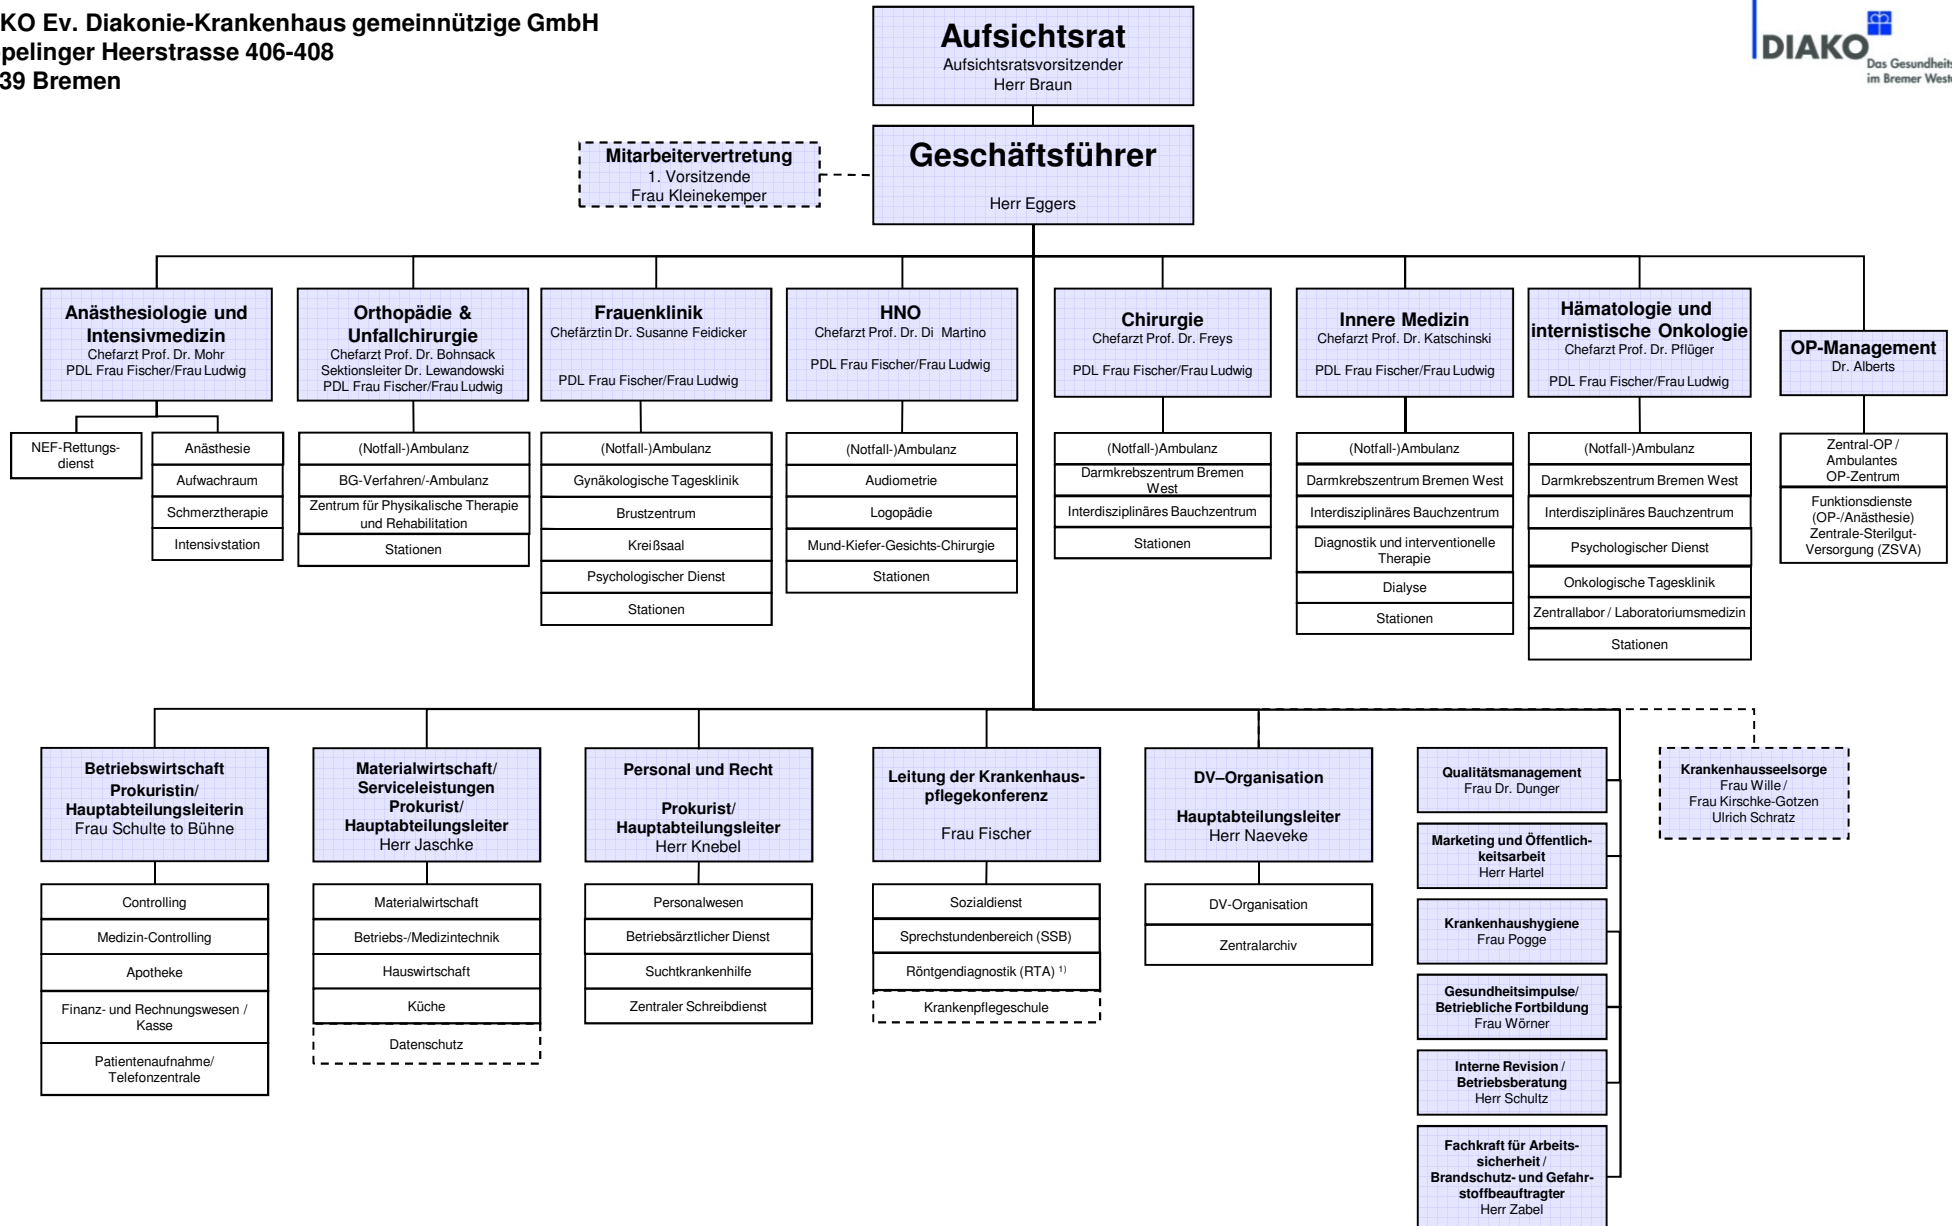 KO Ev. Diakonie-Krankenhaus gemeinnützige GmbH
pelinger Heerstrasse 406-408
39 Bremen
Aufsichtsrat
Aufsichtsratsvorsitzender
Herr Braun
DIAKO
Das Gesundheits
im Bremer West
Mitarbeitervertretung
1. Vorsitzende
Frau Kleinekemper
Geschäftsführer
Herr Eggers
Anästhesiologie und
Intensivmedizin
Chefarzt Prof. Dr. Mohr
PDL Frau Fischer/Frau Ludwig
NEF-Rettungs-
dienst
Anästhesie
Aufwachraum
Schmerztherapie
Intensivstation
Orthopädie &
Unfallchirurgie
Chefarzt Prof. Dr. Bohnsack
Sektionsleiter Dr. Lewandowski
PDL Frau Fischer/Frau Ludwig
(Notfall-)Ambulanz
BG-Verfahren/-Ambulanz
Zentrum für Physikalische Therapie
und Rehabilitation
Stationen
Frauenklinik
Chefärztin Dr. Susanne Feidicker
PDL Frau Fischer/Frau Ludwig
(Notfall-)Ambulanz
Gynäkologische Tagesklinik
Brustzentrum
Kreißsaal
Psychologischer Dienst
Stationen
HNO
Chefarzt Prof. Dr. Di Martino
PDL Frau Fischer/Frau Ludwig
(Notfall-)Ambulanz
Audiometrie
Logopädie
Mund-Kiefer-Gesichts-Chirurgie
Stationen
Chirurgie
Chefarzt Prof. Dr. Freys
PDL Frau Fischer/Frau Ludwig
(Notfall-)Ambulanz
Darmkrebszentrum Bremen
West
Interdisziplinäres Bauchzentrum
Stationen
Innere Medizin
Chefarzt Prof. Dr. Katschinski
PDL Frau Fischer/Frau Ludwig
(Notfall-)Ambulanz
Darmkrebszentrum Bremen West
Interdisziplinäres Bauchzentrum
Diagnostik und interventionelle
Therapie
Dialyse
Stationen
Hämatologie und
internistische Onkologie
Chefarzt Prof. Dr. Pflüger
PDL Frau Fischer/Frau Ludwig
(Notfall-)Ambulanz
Darmkrebszentrum Bremen West
Interdisziplinäres Bauchzentrum
Psychologischer Dienst
Onkologische Tagesklinik
Zentrallabor / Laboratoriumsmedizin
Stationen
OP-Management
Dr. Alberts
Zentral-OP /
Ambulantes
OP-Zentrum
Funktionsdienste
(OP-/Anästhesie)
Zentrale-Sterilgut-
Versorgung (ZSVA)
Betriebswirtschaft
Prokuristin/
Hauptabteilungsleiterin
Frau Schulte to Bühne
Controlling
Medizin-Controlling
Apotheke
Finanz- und Rechnungswesen /
Kasse
Patientenaufnahme/
Telefonzentrale
Materialwirtschaft/
Serviceleistungen
Prokurist/
Hauptabteilungsleiter
Herr Jaschke
Materialwirtschaft
Betriebs-/Medizintechnik
Hauswirtschaft
Küche
Datenschutz
Personal und Recht
Prokurist/
Hauptabteilungsleiter
Herr Knebel
Personalwesen
Betriebsärztlicher Dienst
Suchtkrankenhilfe
Zentraler Schreibdienst
Leitung der Krankenhaus-
pflegekonferenz
Frau Fischer
Sozialdienst
Sprechstundenbereich (SSB)
Röntgendiagnostik (RTA) 1)
Krankenpflegeschule
DV–Organisation
Hauptabteilungsleiter
Herr Naeveke
DV-Organisation
Zentralarchiv
Qualitätsmanagement
Frau Dr. Dunger
Marketing und Öffentlich-
keitsarbeit
Herr Hartel
Krankenhaushygiene
Frau Pogge
Gesundheitsimpulse/
Betriebliche Fortbildung
Frau Wörner
Interne Revision /
Betriebsberatung
Herr Schultz
Fachkraft für Arbeits-
sicherheit /
Brandschutz- und Gefahr-
stoffbeauftragter
Herr Zabel
Krankenhausseelsorge
Frau Wille /
Frau Kirschke-Gotzen
Ulrich Schratz